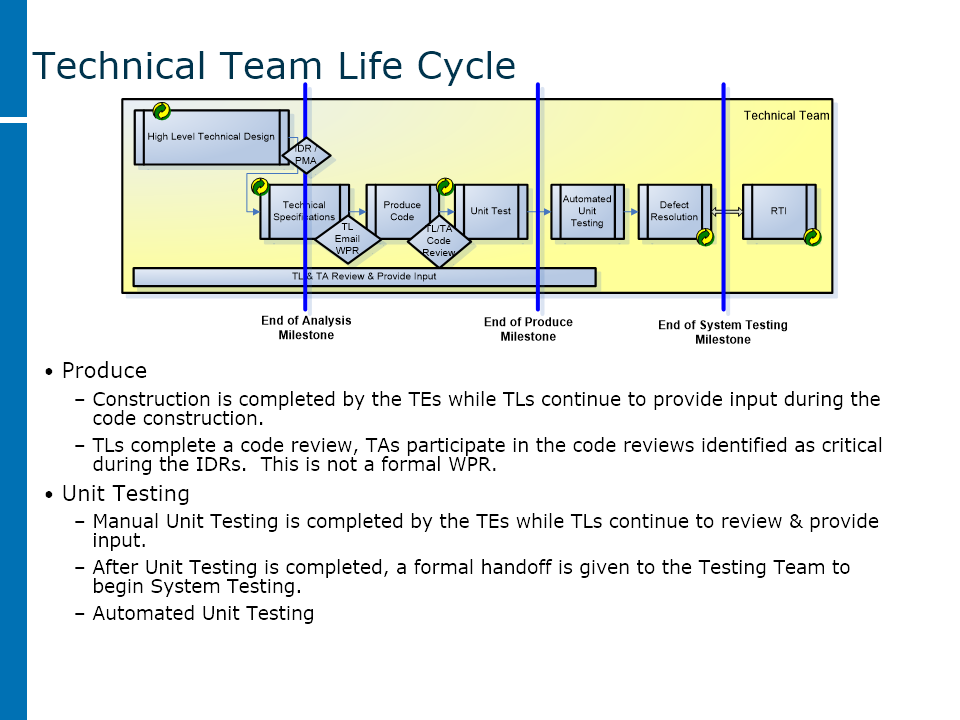 Technical Team Life Cycle
Technical Team
High Level Technical Design
IDR /
PMA
Technical
Specifications
TL
Email
WPR
Produce
Code
TL/TA
Code
Review
Unit Test
Automated
Unit
Testing
Defect
Resolution
RTI
TL & TA Review & Provide Input
End of Analysis
Milestone
End of Produce
Milestone
End of System Testing
Milestone
• Produce
– Construction is completed by the TEs while TLs continue to provide input during the
code construction.
– TLs complete a code review, TAs participate in the code reviews identified as critical
during the IDRs.  This is not a formal WPR.
• Unit Testing
– Manual Unit Testing is completed by the TEs while TLs continue to review & provide
input.
– After Unit Testing is completed, a formal handoff is given to the Testing Team to
begin System Testing.
– Automated Unit Testing